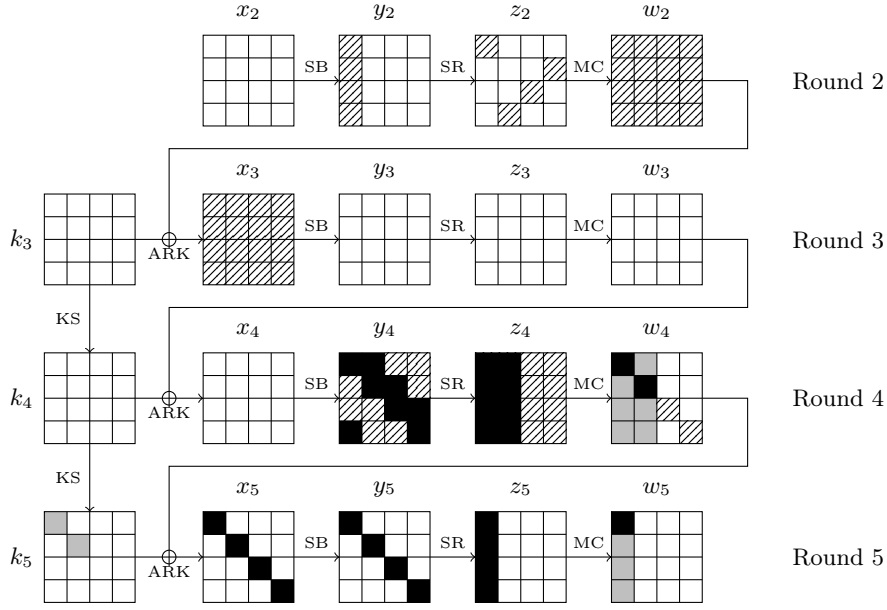 x2 y2 z2 w2
SB SR MC Round 2
x3 y3 z3 w3
k3 ARK SB SR MC Round 3
KS
x4 y4 z4 w4
k4 ARK SB SR MC Round 4
KS
x5 y5 z5 w5
k5 ARK SB SR MC Round 5